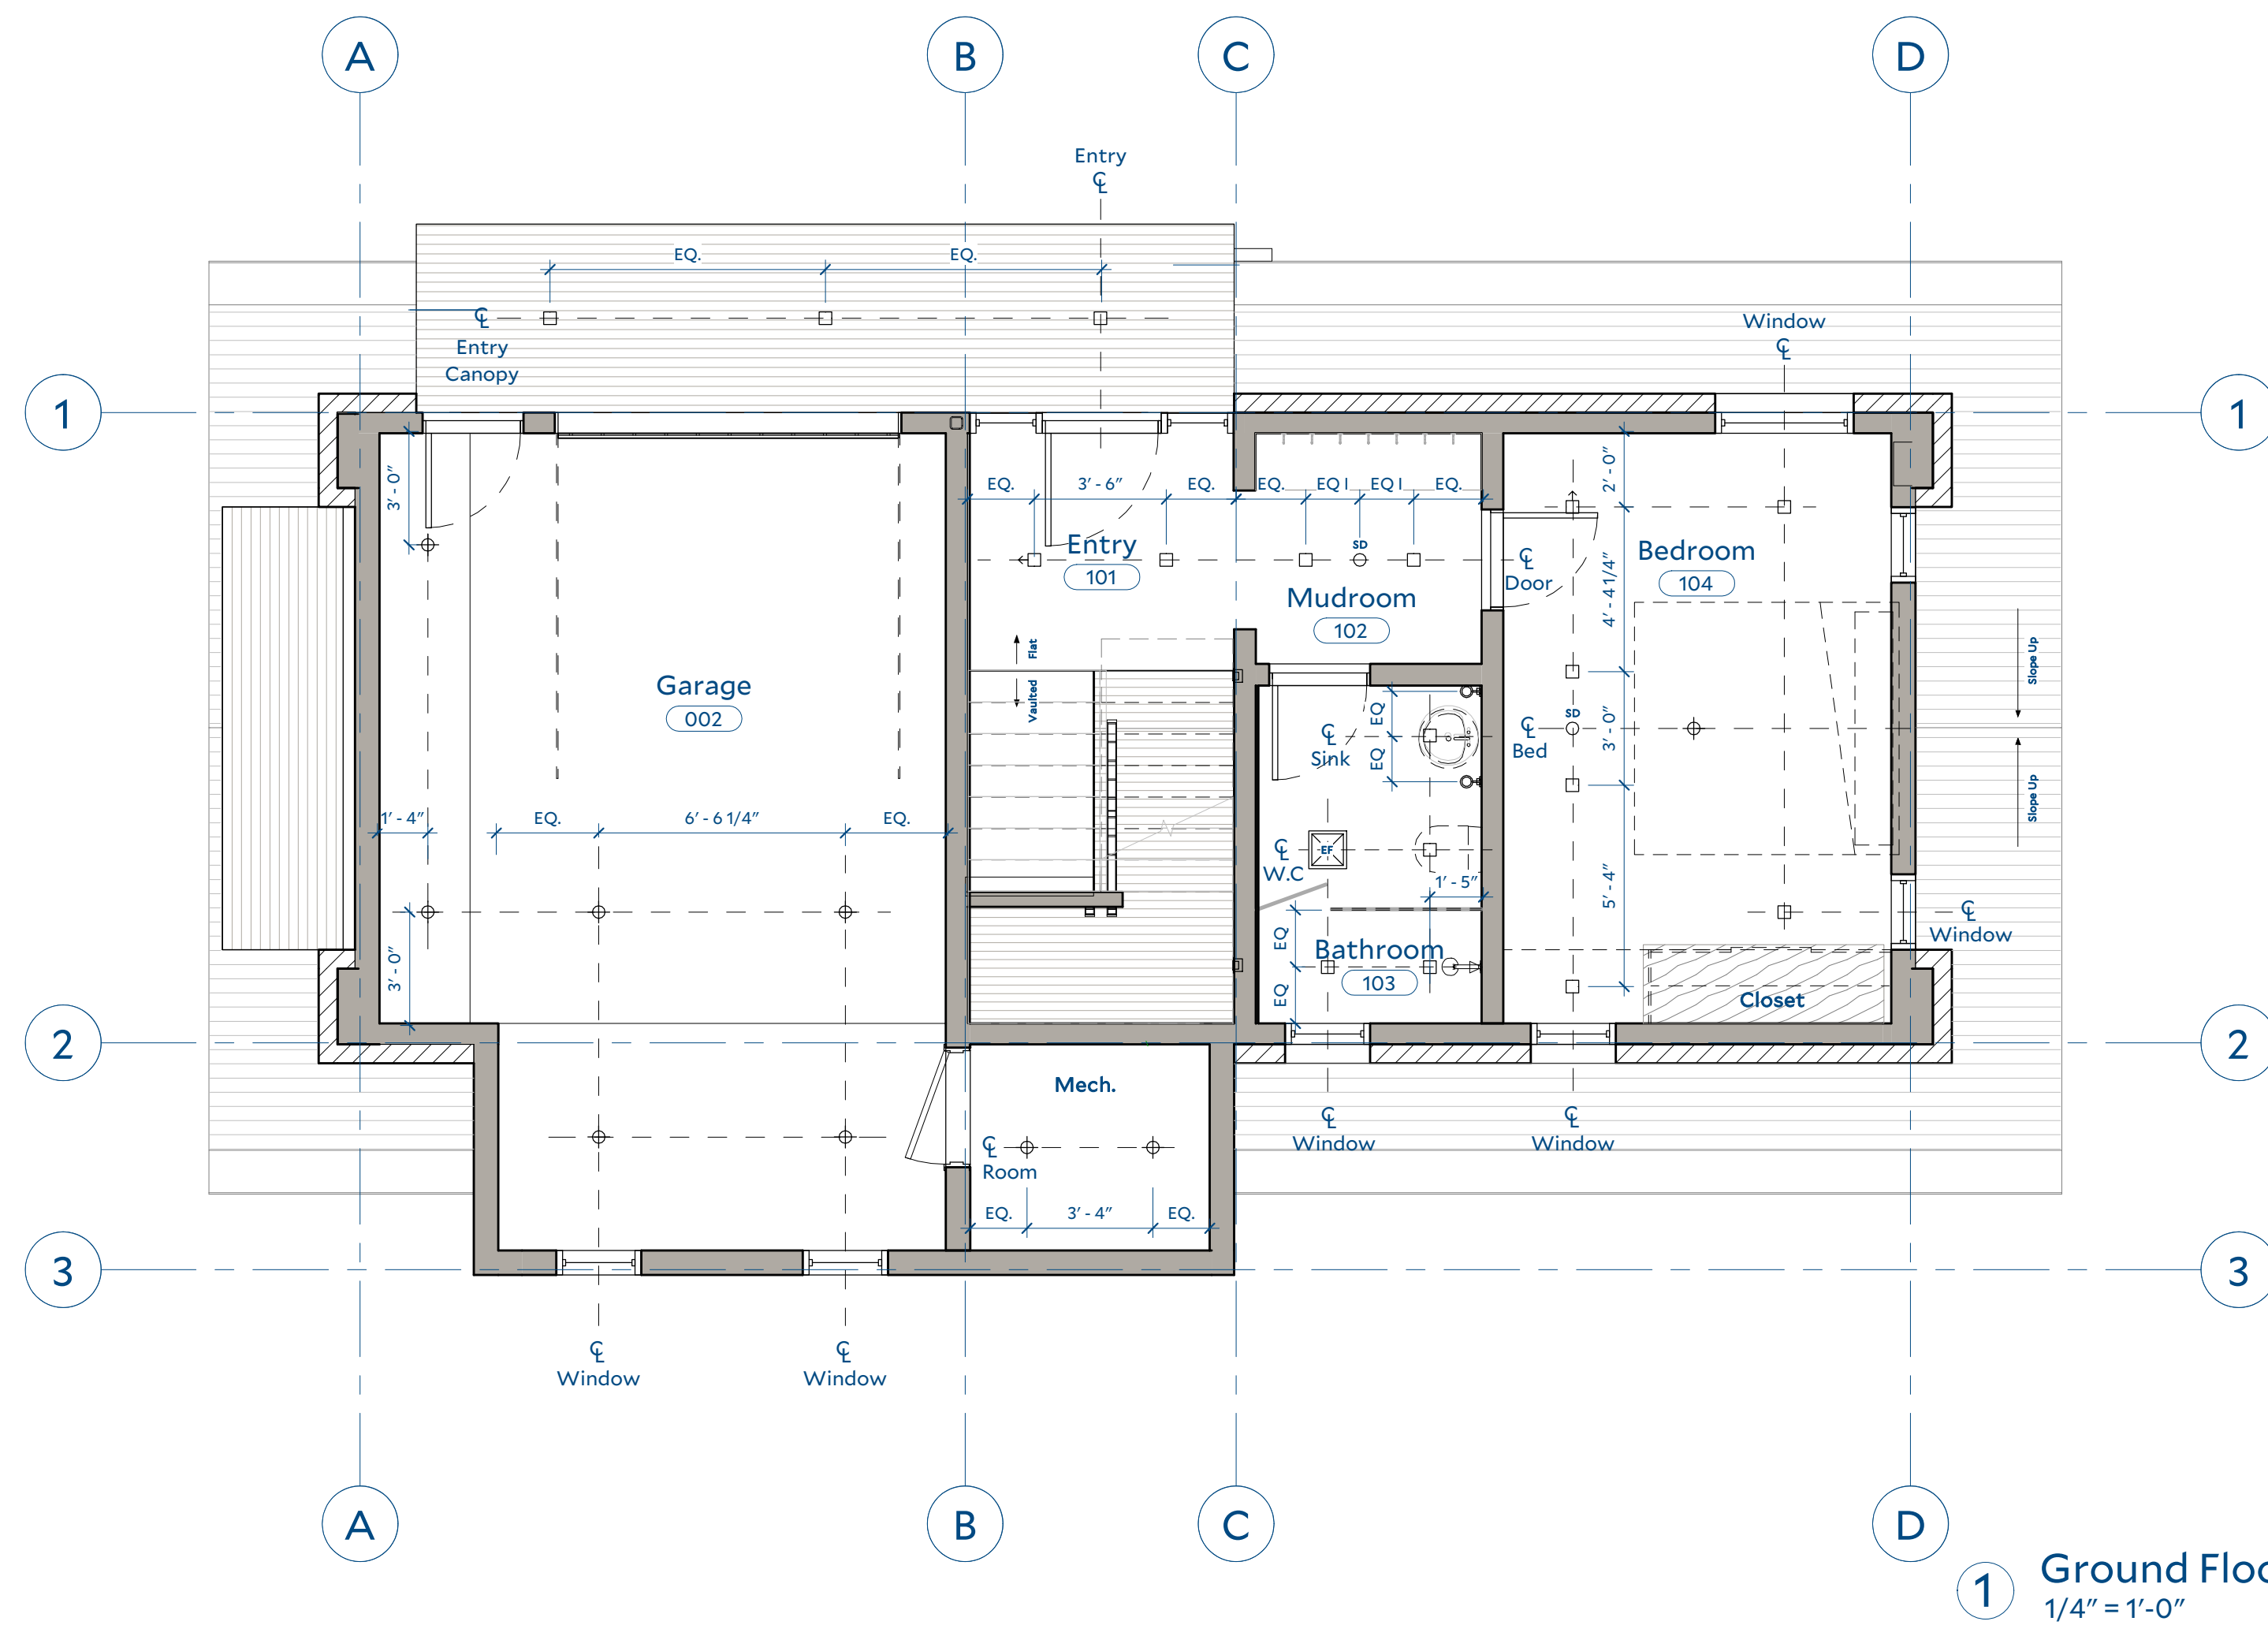 A
B
C
D
Entry
℄
EQ.
EQ.
℄
Entry
Canopy
Window
℄
1
1
3′ - 0″
EQ.
3′ - 6″
EQ.
EQ.
EQ I
EQ I
EQ.
2′ - 0″
Entry
101
SD
℄
Door
Bedroom
104
4′ - 4 1/4″
Mudroom
102
Flat
Vaulted
Slope Up
Garage
002
EQ
EQ
℄
Sink
℄
Bed
SD
3′ - 0″
Slope Up
1′ - 4″
EQ.
6′ - 6 1/4″
EQ.
℄
W.C
EF
1′ - 5″
5′ - 4″
℄
Window
3′ - 0″
EQ
EQ
Bathroom
103
Closet
2
2
Mech.
℄
Room
℄
Window
℄
Window
EQ.
3′ - 4″
EQ.
3
3
℄
Window
℄
Window
A
B
C
D
1
Ground Floo
1/4″ = 1′-0″